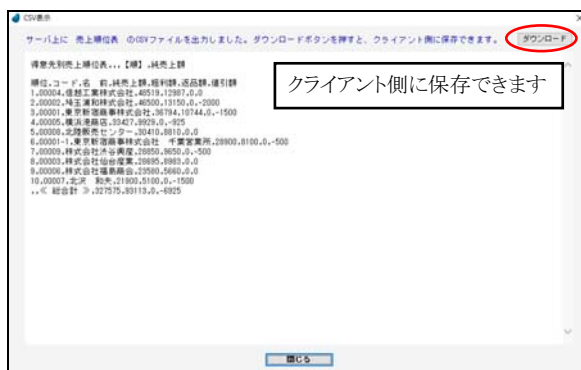 CSV表示
サーバ上に 売上順位表 のCSVファイルを出力しました。ダウンロードボタンを押すと、クライアント側に保存できます。
ダウンロード
得意先別売上順位表...【順】.純売上額
クライアント側に保存できます
順位,コード,名 前,純売上額,粗利額,返品額,値引額
1,00004,信越工業株式会社,48519,12987,0,0
2,00002,埼玉浦和株式会社,46500,13150,0,-2000
3,00001,東京新宿商事株式会社,36794,10744,0,-1500
4,00005,横浜港商店,33427,9929,0,-925
5,00008,北陸販売センター,30410,8810,0,0
6,00001-1,東京新宿商事株式会社 千葉営業所,28900,8100,0,-500
7,00009,株式会社渋谷興産,28850,8650,0,-500
8,00003,株式会社仙台産業,28695,8983,0,0
9,00006,株式会社福島商会,23580,5660,0,0
10,00007,北沢 和夫,21900,5100,0,-1500
,,≪ 総合計 ≫,327575,93113,0,-6925
閉じる